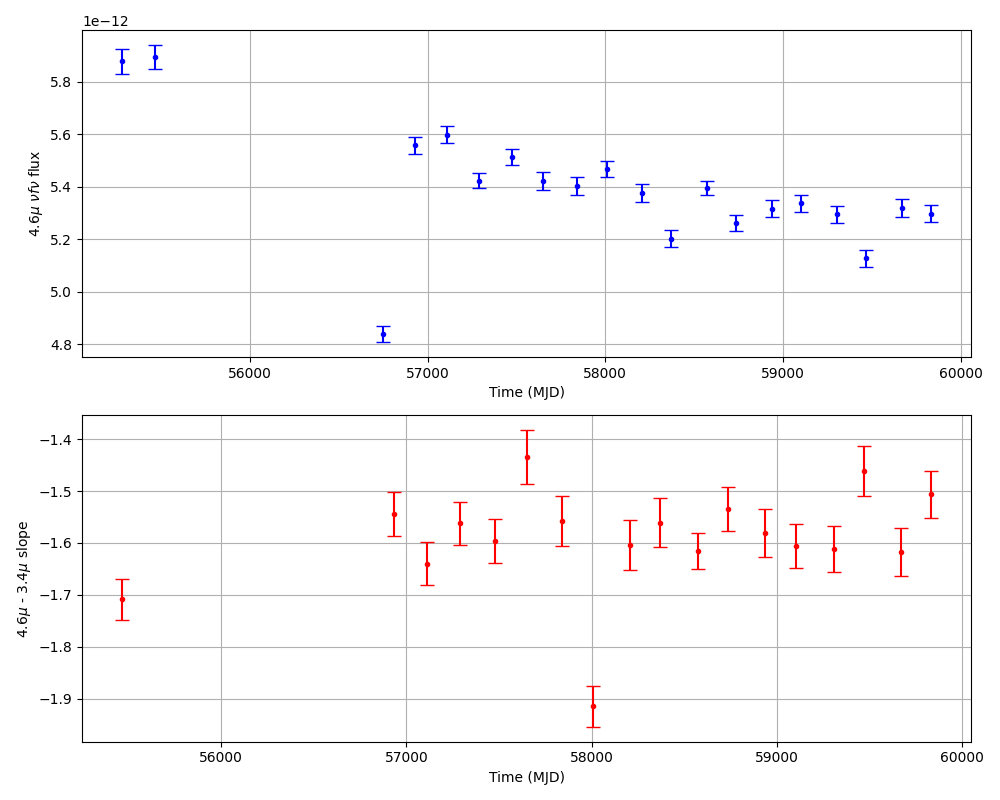 1e−12
5.8
5.6
5.4
5.2
5.0
4.8
4.6μ νfν flux
56000 57000 58000 59000 60000
Time (MJD)
−1.4
−1.5
−1.6
−1.7
−1.8
−1.9
4.6μ - 3.4μ slope
56000 57000 58000 59000 60000
Time (MJD)